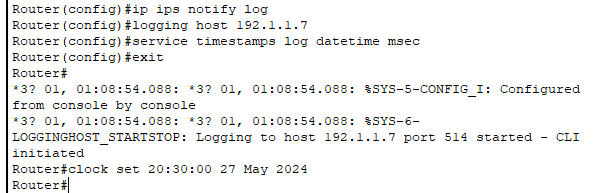 Router(config)#ip ips notify log
Router(config)#logging host 192.1.1.7
Router(config)#service timestamps log datetime msec
Router(config)#exit
Router#
*3? 01, 01:08:54.088: *3? 01, 01:08:54.088: %SYS-5-CONFIG_I: Configured
from console by console
*3? 01, 01:08:54.088: *3? 01, 01:08:54.088: %SYS-6-
LOGGINGHOST_STARTSTOP: Logging to host 192.1.1.7 port 514 started - CLI
initiated
Router#clock set 20:30:00 27 May 2024
Router#